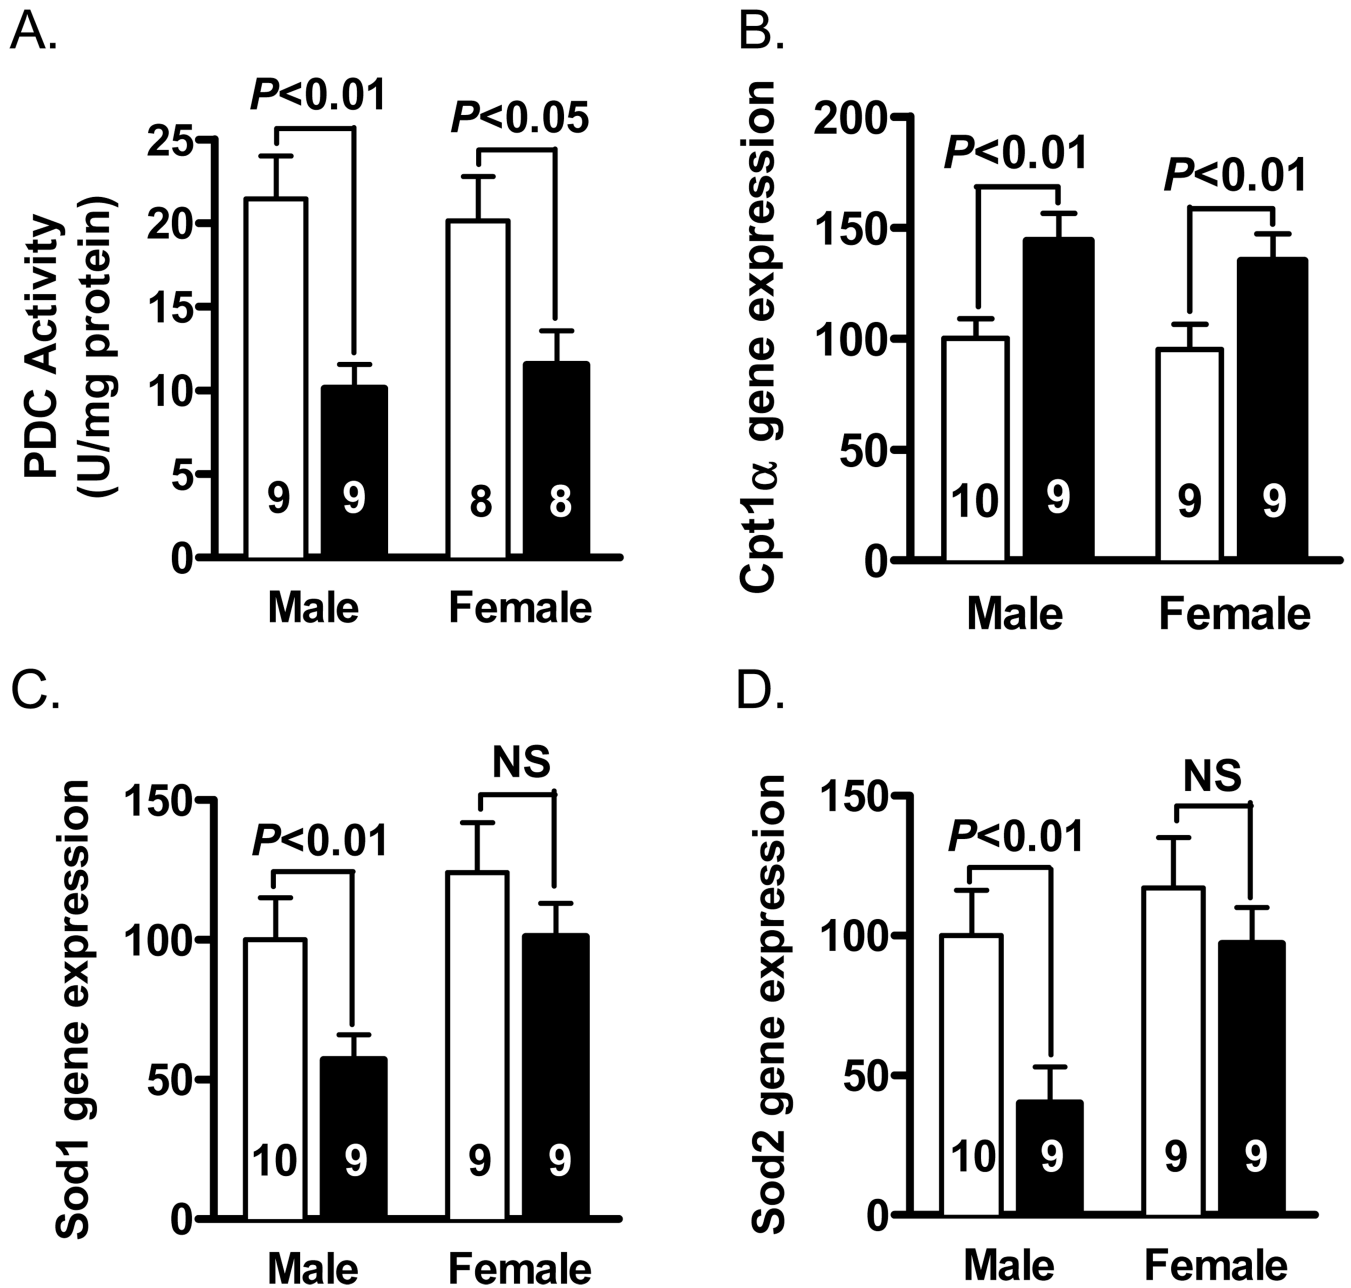 A.
PDC Activity
(U/mg protein)
25
20
15
10
5
0
P<0.01
P<0.05
9
9
8
8
Male
Female
B.
Cpt1α gene expression
200
150
100
50
0
P<0.01
P<0.01
10
9
9
9
Male
Female
C.
Sod1 gene expression
150
100
50
0
P<0.01
NS
10
9
9
9
Male
Female
D.
Sod2 gene expression
150
100
50
0
P<0.01
NS
10
9
9
9
Male
Female